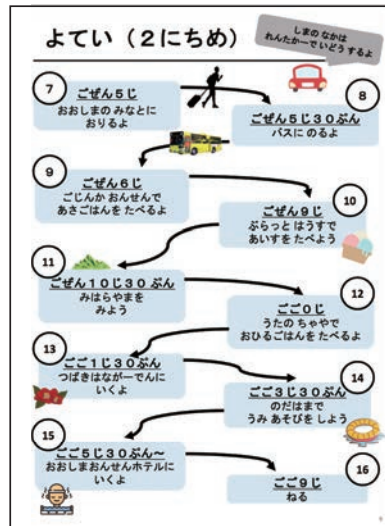 よてい（２にちめ）
しまの なかは
れんたかーで いどう するよ
7
ごぜん５じ
おおしまの みなとに
おりるよ
8
ごぜん５じ３０ぷん
バスに のるよ
9
ごぜん６じ
ごじんか おんせんで
あさごはんを たべるよ
10
ごぜん９じ
ぶらっと はうすで
あいすを たべよう
11
ごぜん１０じ３０ ぷん
みはらやまを
みよう
12
ごご０じ
うたの ちゃやで
おひるごはんを たべるよ
13
ごご１じ３０ぷん
つばきはながーでんに
いくよ
14
ごご３じ３０ぷん
のだはまで
うみ あそびを しよう
15
ごご５じ３０ぷん～
おおしまおんせんホテルに
いくよ
16
ごご９じ
ねる